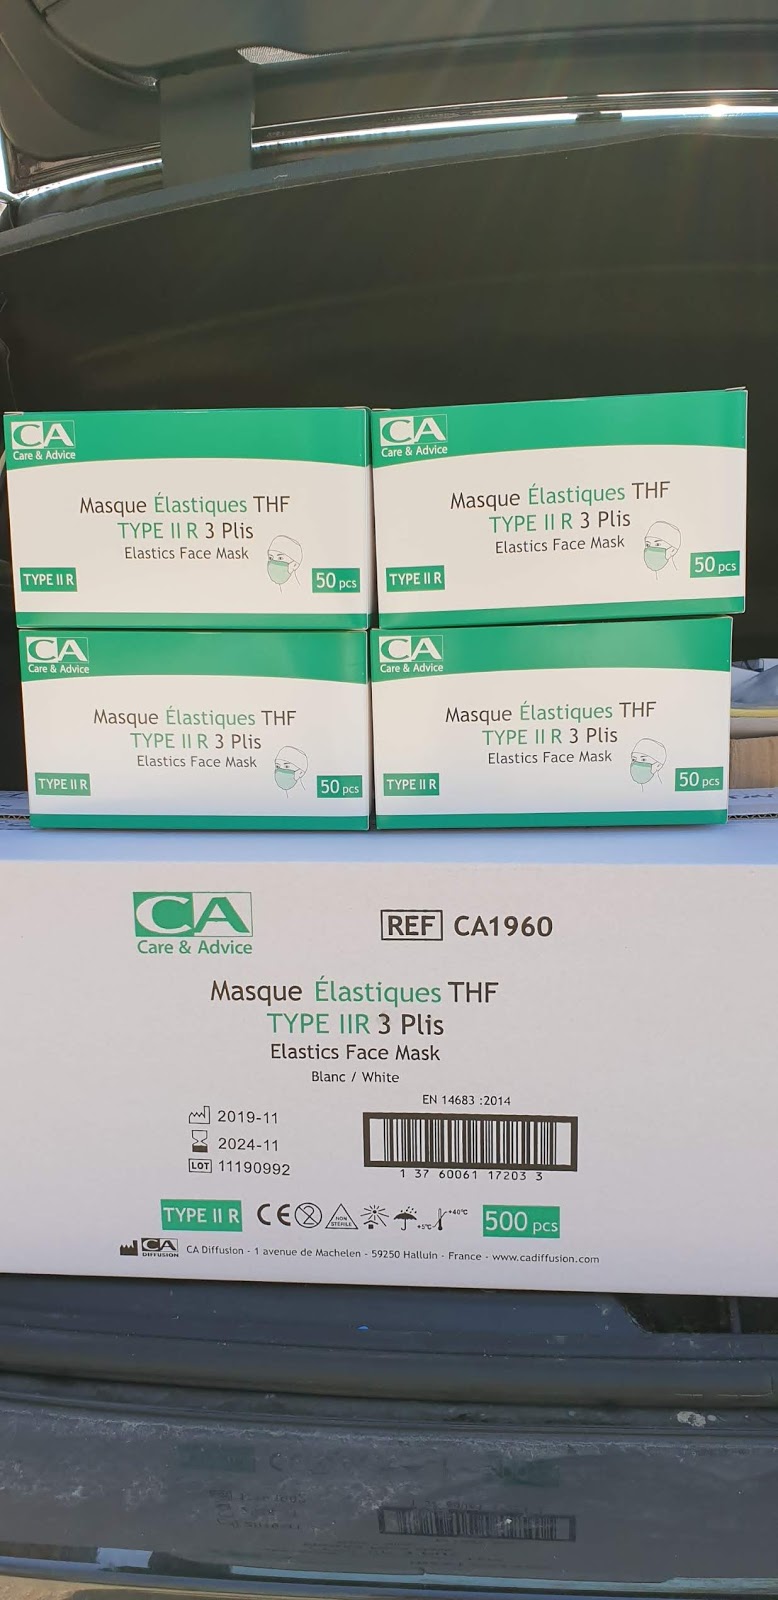 CA
Care & Advice
Masque Élastiques THF
TYPE II R 3 Plis
Elastics Face Mask
TYPE II R
50 pcs
CA
Care & Advice
Masque Élastiques THF
TYPE II R 3 Plis
Elastics Face Mask
TYPE II R
50 pcs
CA
Care & Advice
Masque Élastiques THF
TYPE II R 3 Plis
Elastics Face Mask
TYPE II R
50 pcs
CA
Care & Advice
Masque Élastiques THF
TYPE II R 3 Plis
Elastics Face Mask
TYPE II R
50 pcs
CA
Care & Advice
REF CA1960
Masque Élastiques THF
TYPE IIR 3 Plis
Elastics Face Mask
Blanc / White
EN 14683 :2014
2019-11
2024-11
LOT 11190992
1 37 60061 17203 3
TYPE II R CE 2 NON STERILE +5°C +40°C 500 pcs
CA DIFFUSION CA Diffusion - 1 avenue de Machelen - 59250 Halluin - France - www.cadiffusion.com